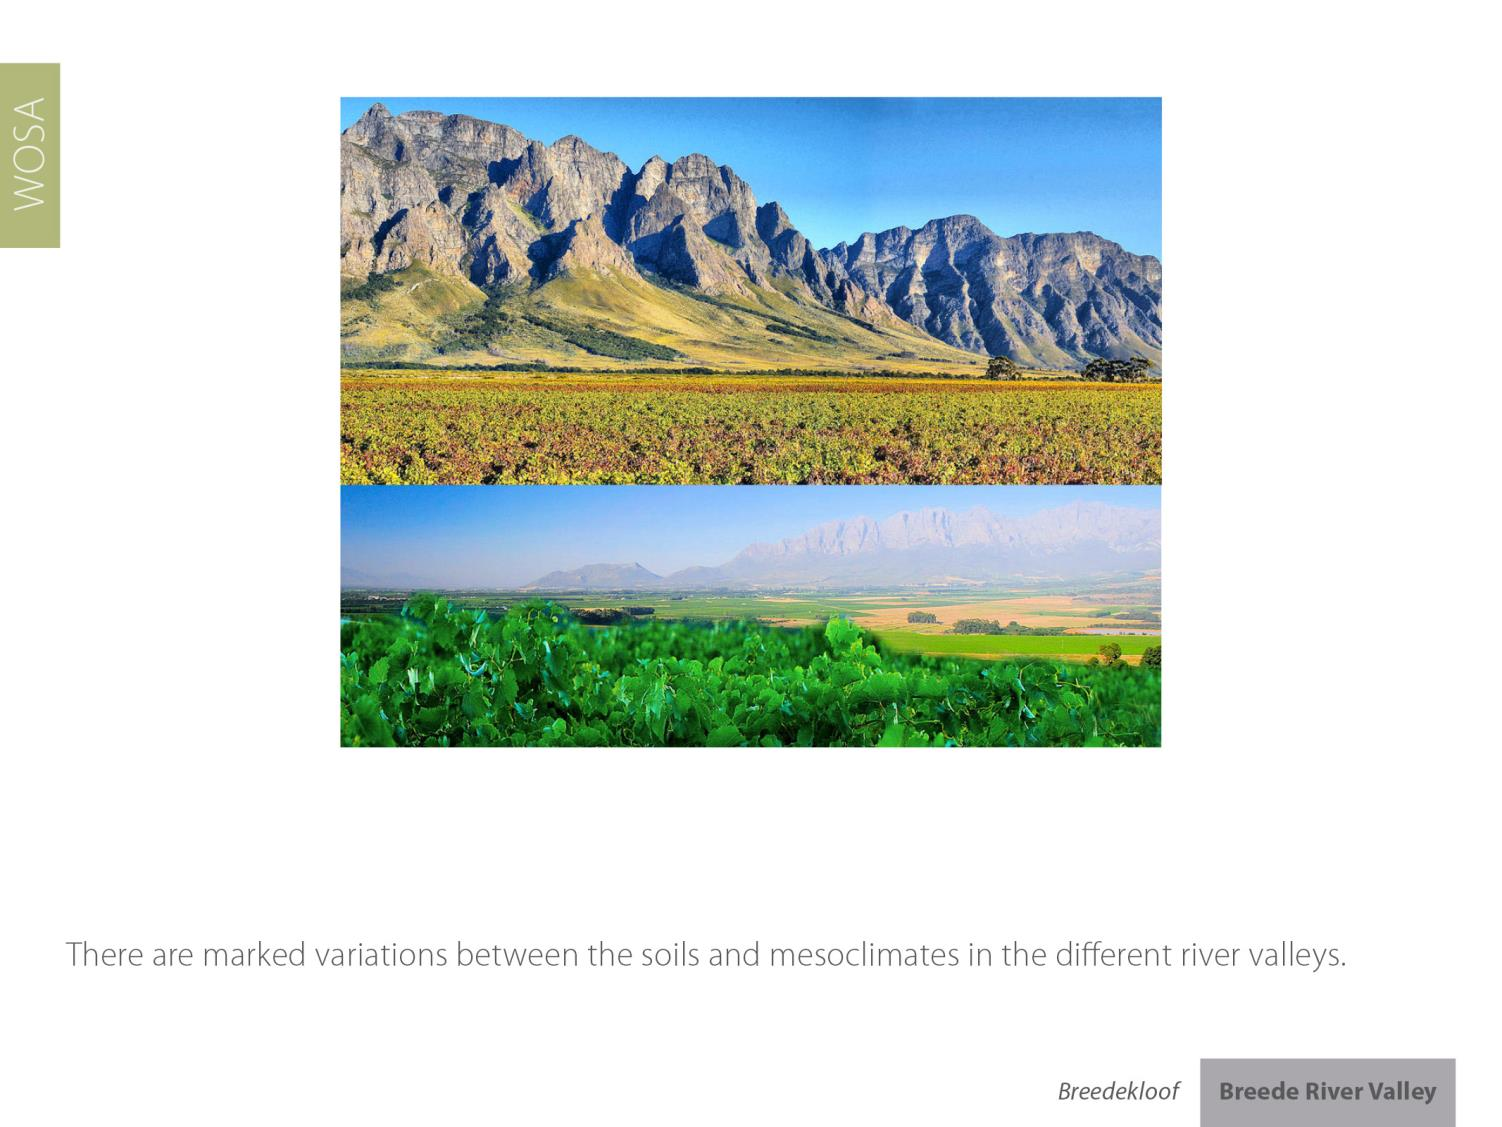 WOSA
There are marked variations between the soils and mesoclimates in the different river valleys.
Breedekloof
Breede River Valley